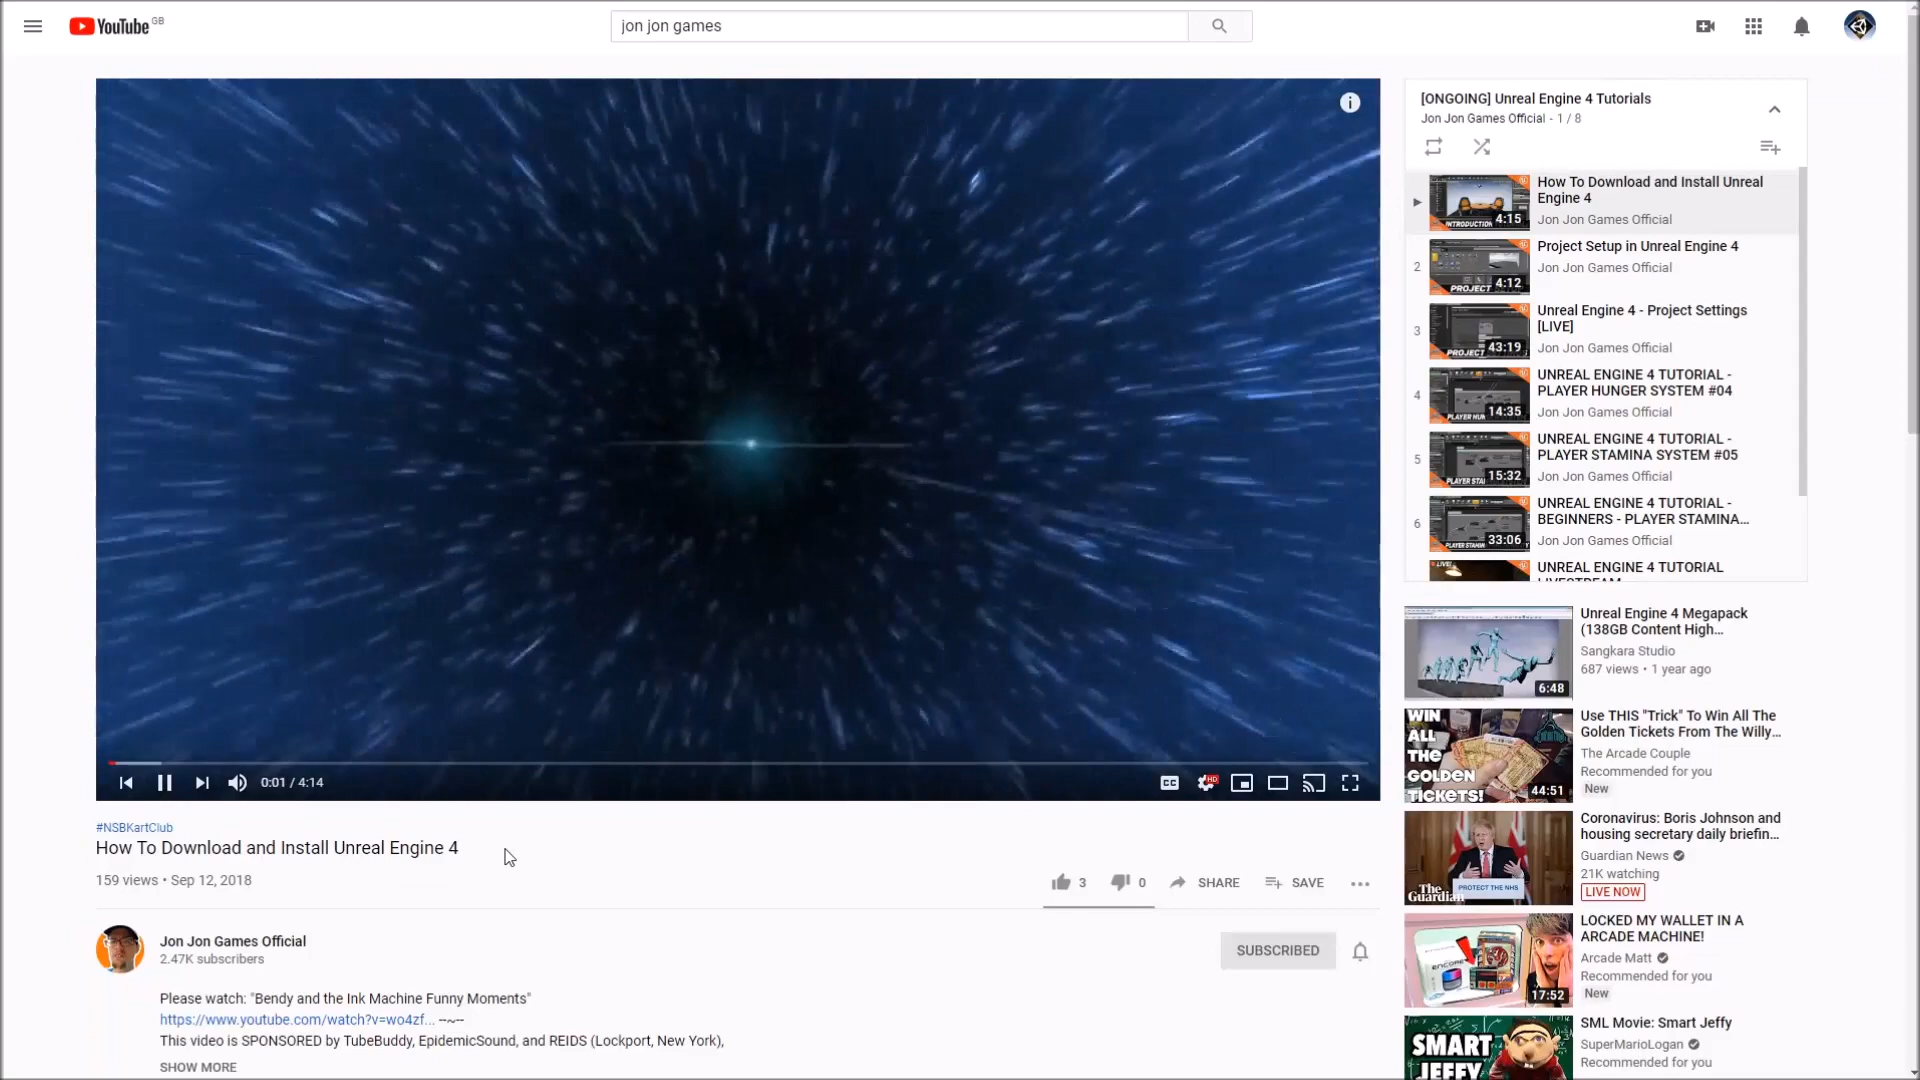 YouTube GB
jon jon games
[ONGOING] Unreal Engine 4 Tutorials
Jon Jon Games Official - 1 / 8
How To Download and Install Unreal
Engine 4
Jon Jon Games Official
INTRODUCTION
4:15
2
Project Setup in Unreal Engine 4
Jon Jon Games Official
PROJECT
4:12
3
Unreal Engine 4 - Project Settings
[LIVE]
Jon Jon Games Official
PROJECT
43:19
4
UNREAL ENGINE 4 TUTORIAL -
PLAYER HUNGER SYSTEM #04
Jon Jon Games Official
14:35
5
UNREAL ENGINE 4 TUTORIAL -
PLAYER STAMINA SYSTEM #05
Jon Jon Games Official
15:32
6
UNREAL ENGINE 4 TUTORIAL -
BEGINNERS - PLAYER STAMINA...
Jon Jon Games Official
33:06
LIVE!
UNREAL ENGINE 4 TUTORIAL
LIVESTREAM
Unreal Engine 4 Megapack
(138GB Content High...
Sangkara Studio
687 views • 1 year ago
6:48
WIN
ALL
THE
GOLDEN
TICKETS!
44:51
Use THIS "Trick" To Win All The
Golden Tickets From The Willy...
The Arcade Couple
Recommended for you
New
PROTECT THE NHS
The
Guardian
Coronavirus: Boris Johnson and
housing secretary daily briefin...
Guardian News
21K watching
LIVE NOW
17:52
LOCKED MY WALLET IN A
ARCADE MACHINE!
Arcade Matt
Recommended for you
New
SMART
JEFFY
SML Movie: Smart Jeffy
SuperMarioLogan
Recommended for you
0:01 / 4:14
CC
HD
#NSBKartClub
How To Download and Install Unreal Engine 4
159 views • Sep 12, 2018
3
0
SHARE
SAVE
Jon Jon Games Official
2.47K subscribers
SUBSCRIBED
Please watch: "Bendy and the Ink Machine Funny Moments"
https://www.youtube.com/watch?v=wo4zf... --~--
This video is SPONSORED by TubeBuddy, EpidemicSound, and REIDS (Lockport, New York),
SHOW MORE